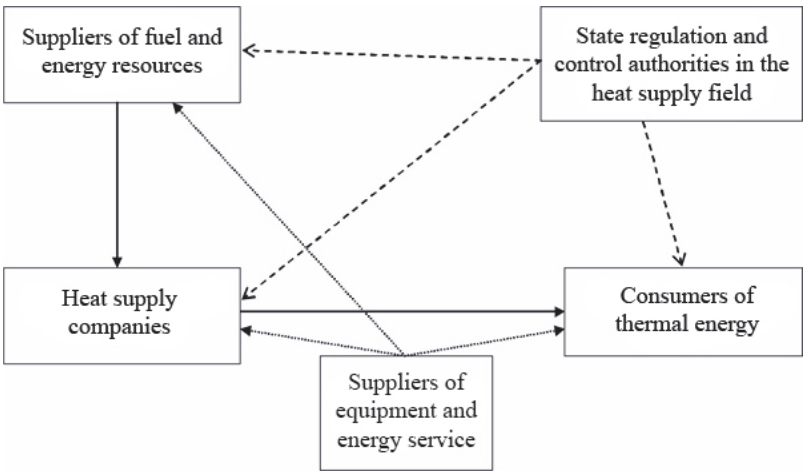 Suppliers of fuel and
energy resources
State regulation and
control authorities in the
heat supply field
Heat supply
companies
Consumers of
thermal energy
Suppliers of
equipment and
energy service